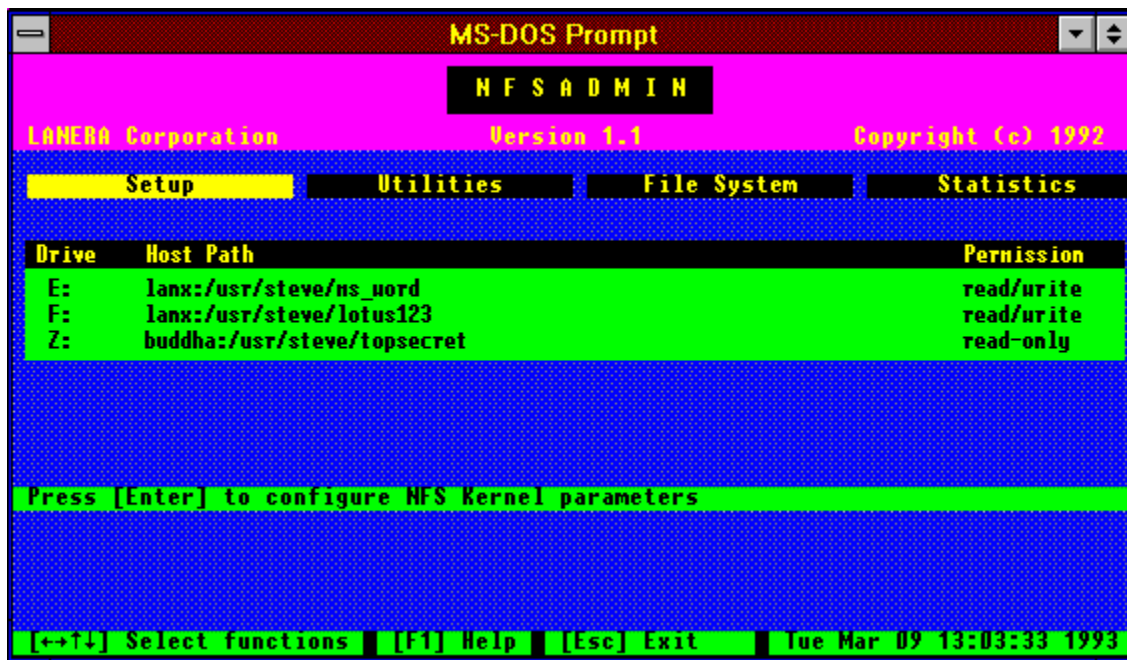 MS-DOS Prompt
N F S A D M I N
LANERA Corporation Version 1.1 Copyright (c) 1992
Setup Utilities File System Statistics
Drive Host Path Permission
E: lanx:/usr/steve/ms_word read/write
F: lanx:/usr/steve/lotus123 read/write
Z: buddha:/usr/steve/topsecret read-only
Press [Enter] to configure NFS Kernel parameters
[←→↑↓] Select functions [F1] Help [Esc] Exit Tue Mar 09 13:03:33 1993